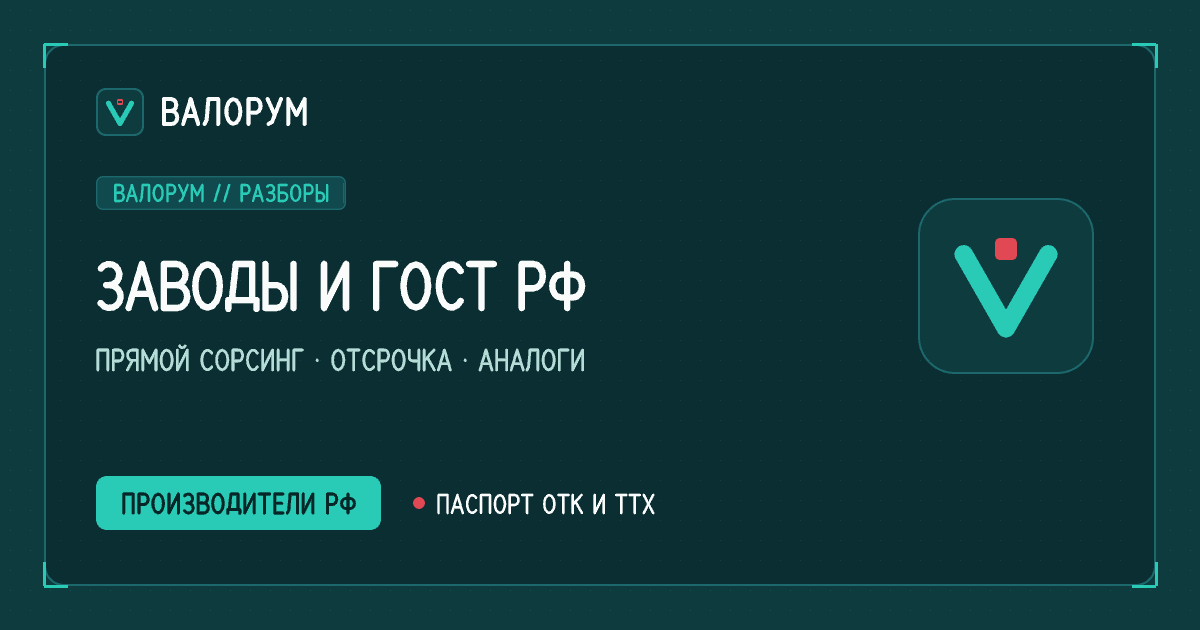 ВАЛОРУМ
ВАЛОРУМ // РАЗБОРЫ
ЗАВОДЫ И ГОСТ РФ
ПРЯМОЙ СОРСИНГ · ОТСРОЧКА · АНАЛОГИ
ПРОИЗВОДИТЕЛИ РФ
ПАСПОРТ ОТК И ТТХ